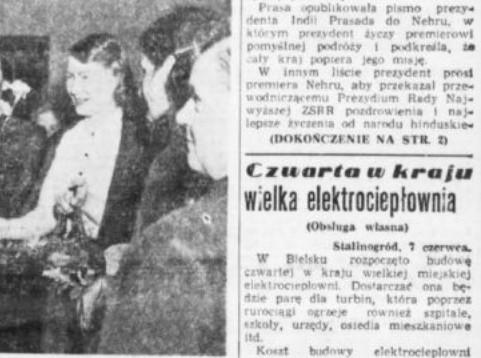 Prasa opublikowała pismo prezy-
denta Indii Prasada do Nehru, w
którym prezydent życzy premierowi
pomyślnej podróży i podkreśla, że
cały kraj popiera jego misję.
W innym liście prezydent prosi
premiera Nehru, aby przekazał prze-
wodniczącemu Prezydium Rady Naj-
wyższej ZSRR pozdrowienia i naj-
lepsze życzenia od narodu hinduskie-
(DOKOŃCZENIE NA STR. 2)
Czwarta w kraju
wielka elektrociepłownia
(Obsługa własna)
Stalinogród, 7 czerwca.
W Bielsku rozpoczęto budowę
czwartej w kraju wielkiej miejskiej
elektrociepłowni. Dostarczać ona bę-
dzie parę dla turbin, która poprzez
rurociągi ogrzeje również szpitale,
szkoły, urzędy, osiedla mieszkaniowe
itd.
Koszt budowy elektrociepłowni